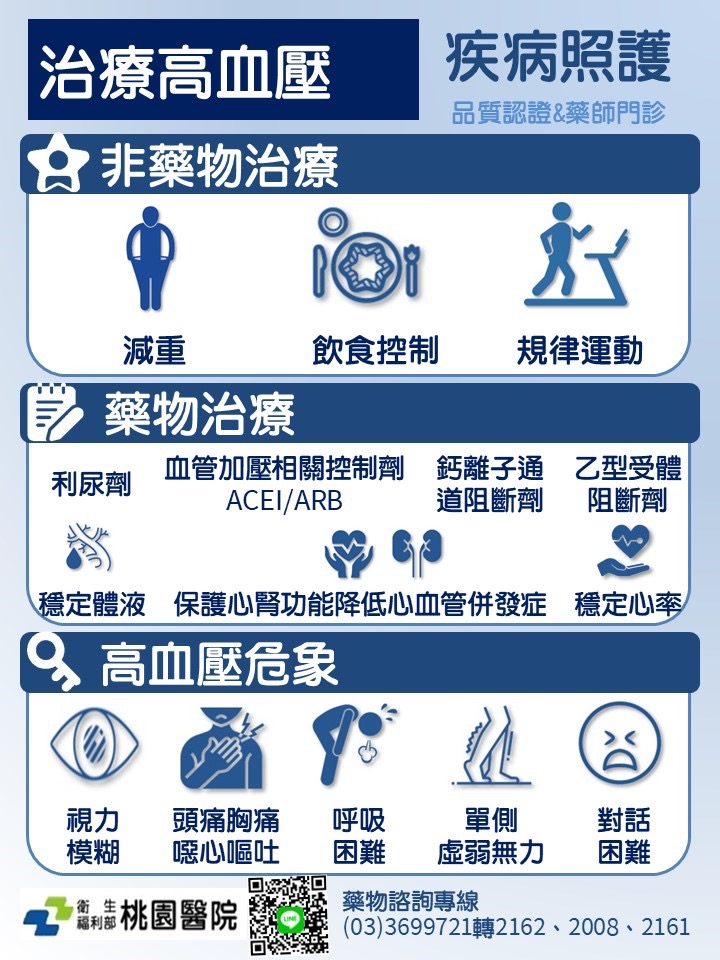 治療高血壓
疾病照護
品質認證&藥師門診
非藥物治療
減重
飲食控制
規律運動
藥物治療
利尿劑
血管加壓相關控制劑
ACEI/ARB
鈣離子通
道阻斷劑
乙型受體
阻斷劑
穩定體液
保護心腎功能降低心血管併發症
穩定心率
高血壓危象
視力
模糊
頭痛胸痛
噁心嘔吐
呼吸
困難
單側
虛弱無力
對話
困難
衛生
福利部
桃園醫院
LINE
藥物諮詢專線
(03)3699721轉2162、2008、2161